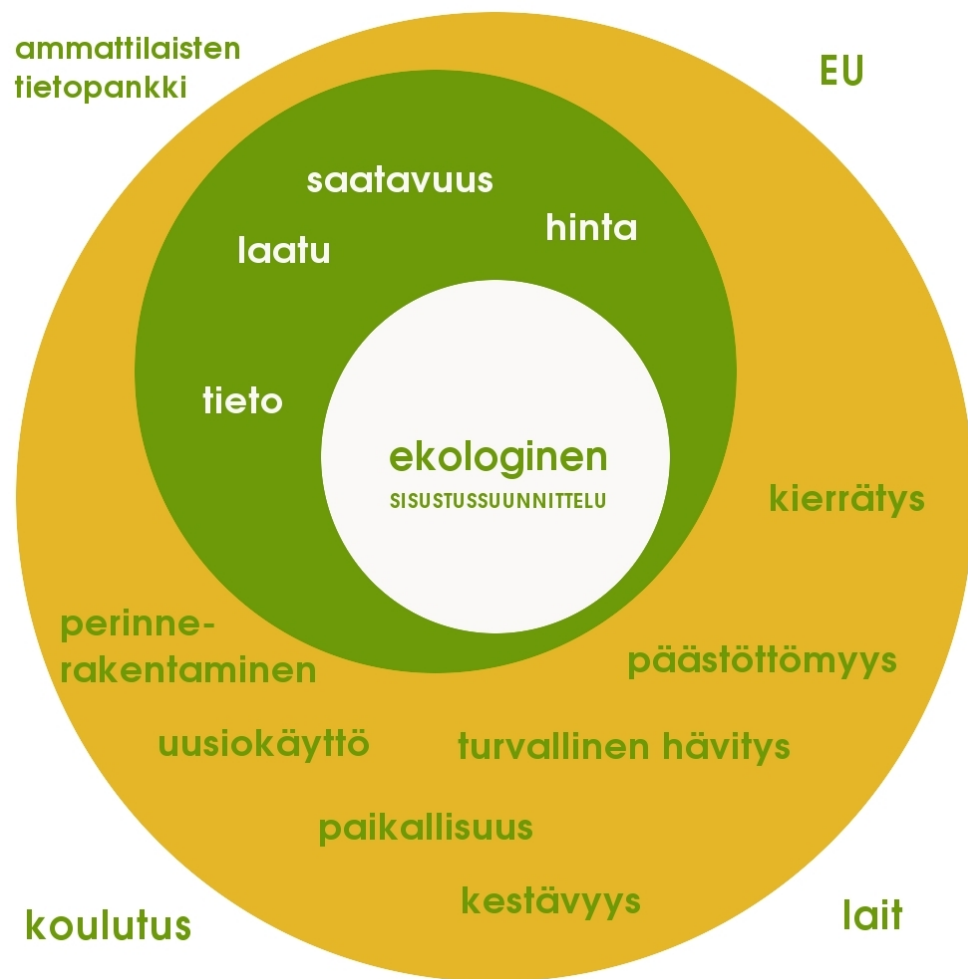 ammattilaisten
tietopankki
EU
saatavuus
hinta
laatu
tieto
ekologinen
SISUSTUSSUUNNITTELU
kierrätys
perinne-
rakentaminen
päästöttömyys
uusiokäyttö
turvallinen hävitys
paikallisuus
kestävyys
koulutus
lait